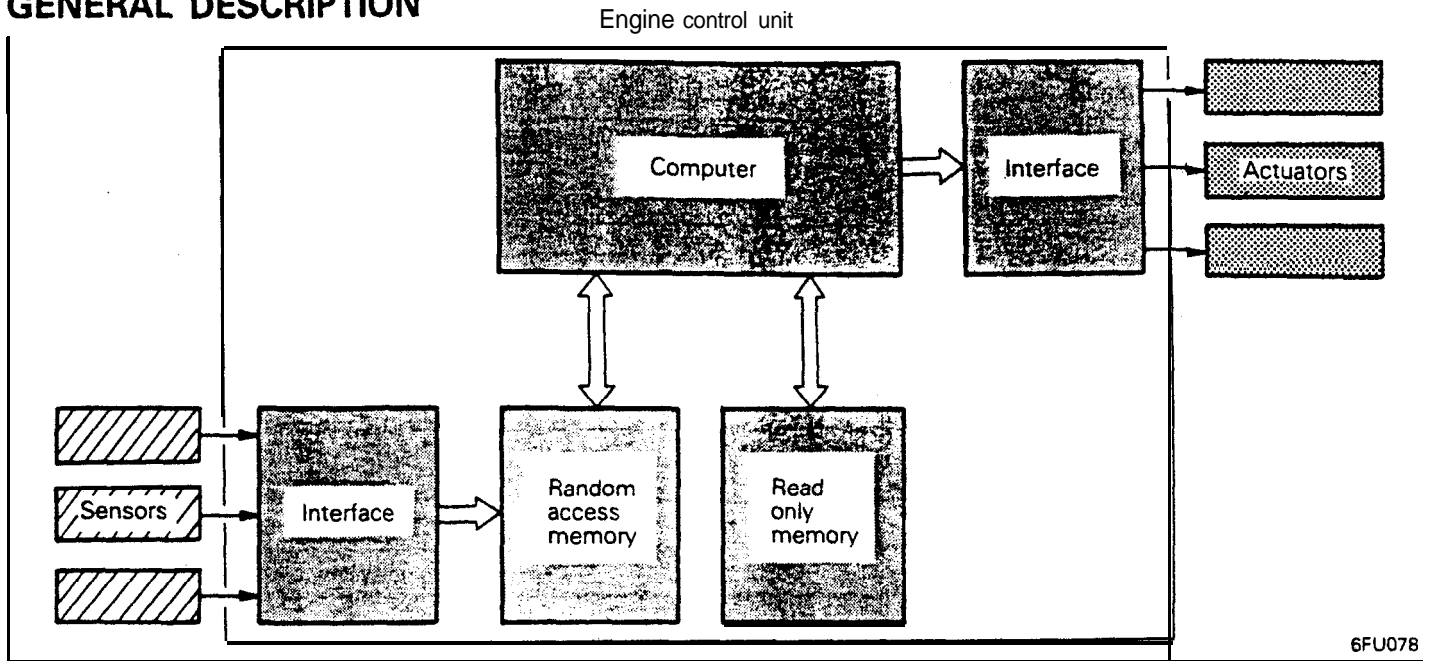 GENERAL DESCRIPTION
Engine control unit
Computer
Interface
Actuators
Sensors
Interface
Random
access
memory
Read
only
memory
6FU078